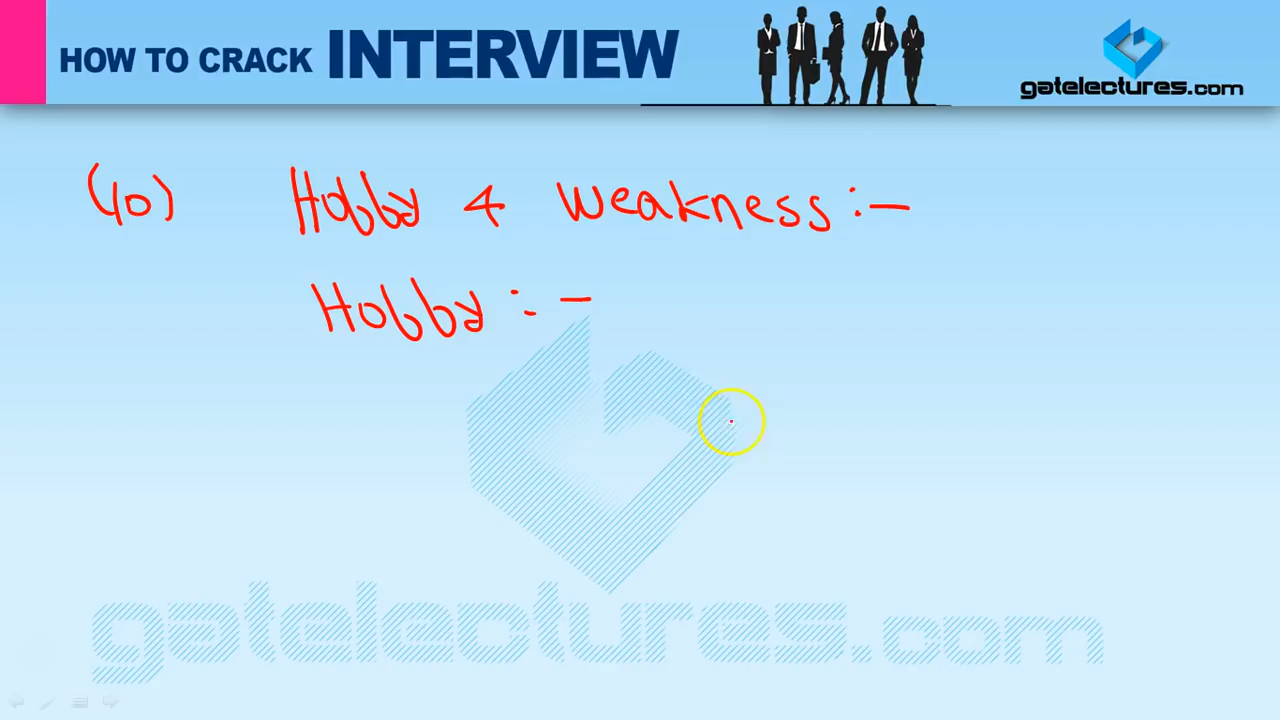 HOW TO CRACK INTERVIEW
gatelectures.com
(10) Hobby & weakness :-
Hobby :-
gatelectures.com